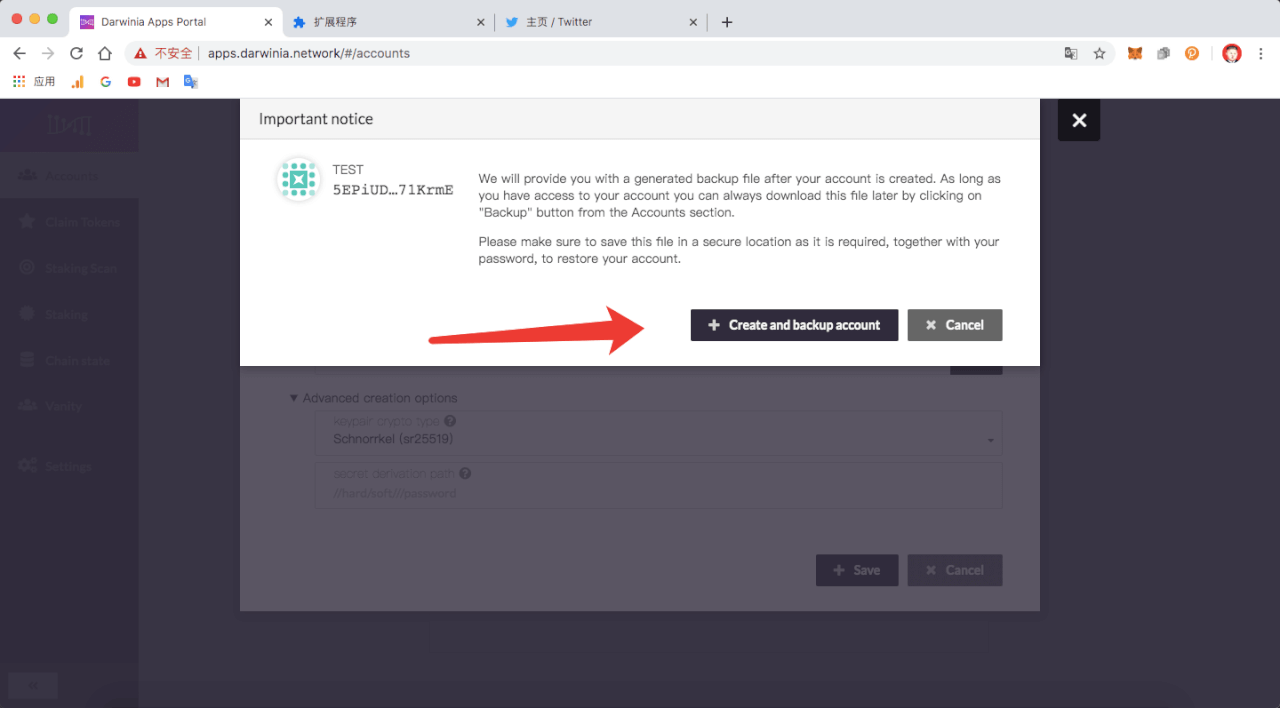 Darwinia Apps Portal
扩展程序
主页 / Twitter
不安全
apps.darwinia.network/#/accounts
应用
Important notice
TEST
5EPiUD…71KrmE
We will provide you with a generated backup file after your account is created. As long as
you have access to your account you can always download this file later by clicking on
"Backup" button from the Accounts section.
Please make sure to save this file in a secure location as it is required, together with your
password, to restore your account.
Create and backup account
Cancel
Accounts
Claim Tokens
Staking Scan
Staking
Chain state
Vanity
Settings
Advanced creation options
keypair crypto type
Schnorrkel (sr25519)
secret derivation path
//hard/soft///password
Save
Cancel